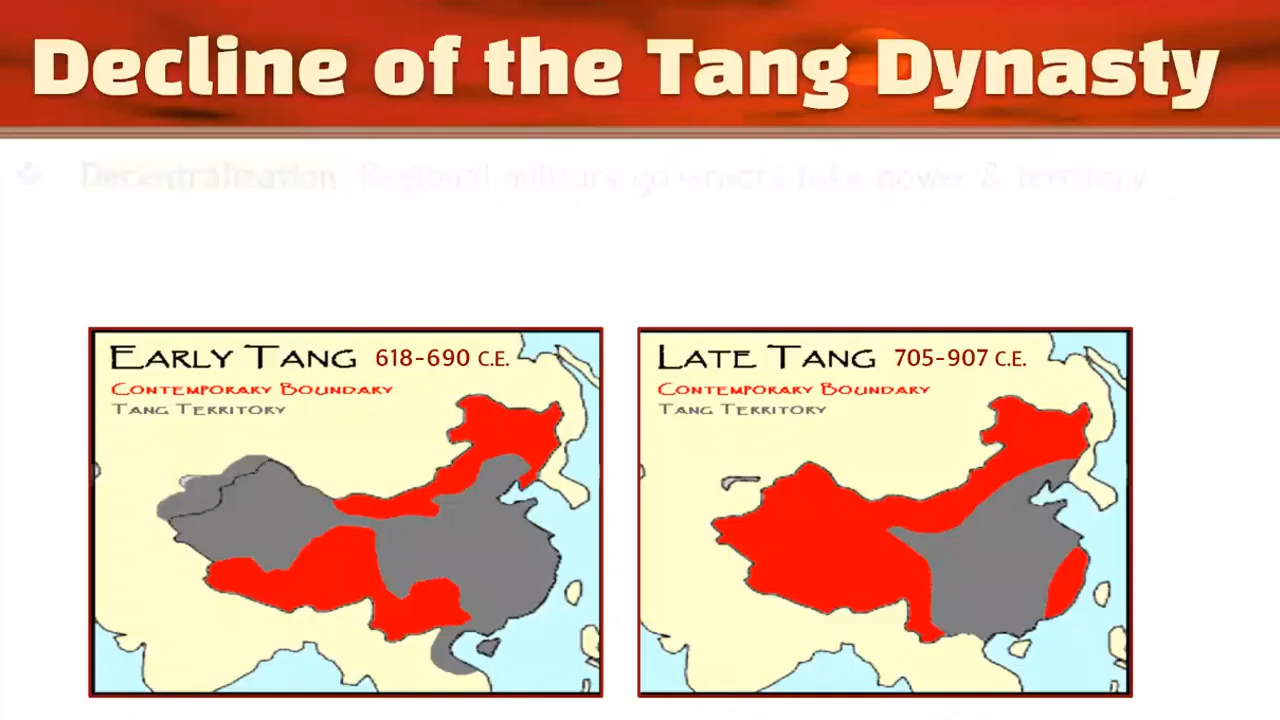 Decline of the Tang Dynasty
Decentralization Regional military governors take power & territory
EARLY TANG 618-690 C.E.
CONTEMPORARY BOUNDARY
TANG TERRITORY
LATE TANG 705-907 C.E.
CONTEMPORARY BOUNDARY
TANG TERRITORY